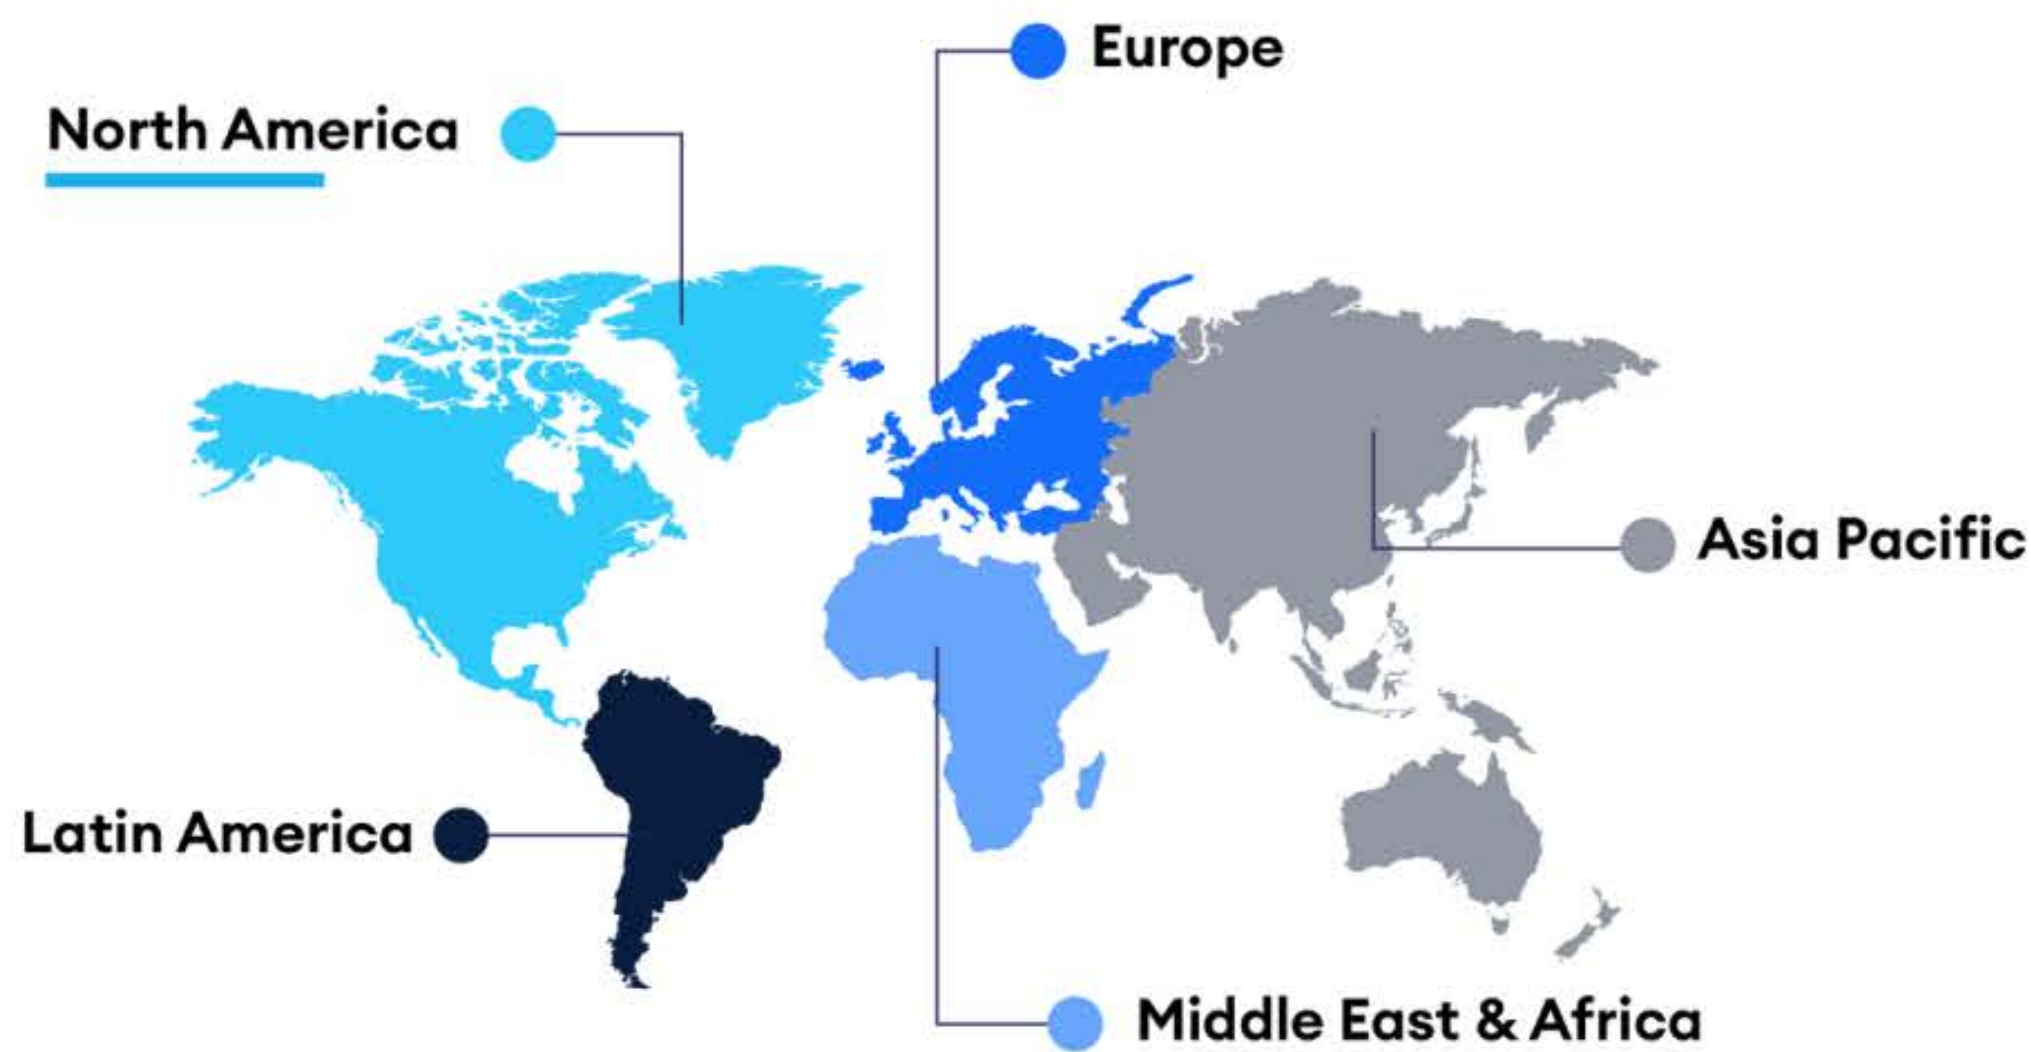 Europe
North America
Asia Pacific
Latin America
Middle East & Africa